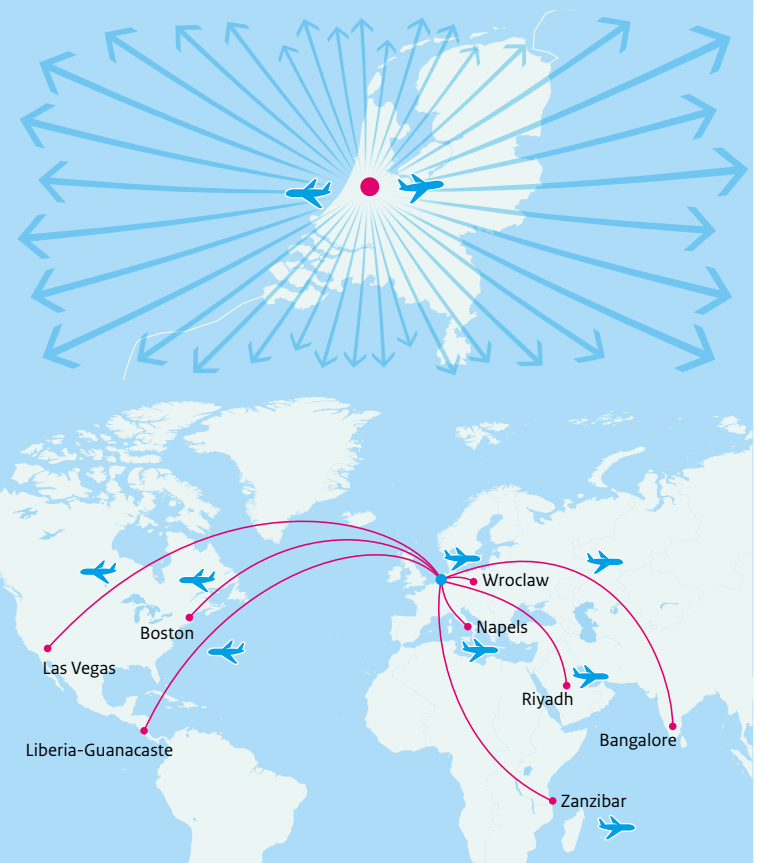 Wroclaw
Napels
Boston
Las Vegas
Riyadh
Bangalore
Liberia-Guanacaste
Zanzibar